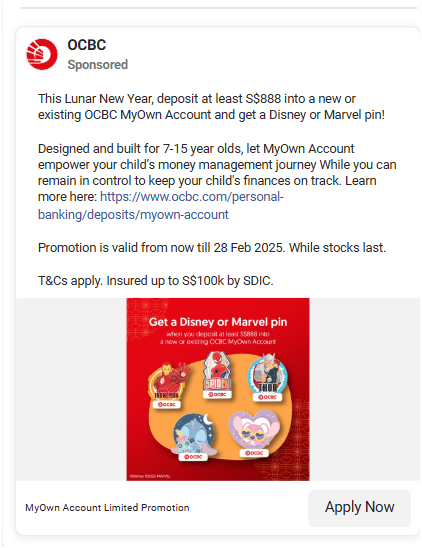 OCBC
Sponsored
This Lunar New Year, deposit at least S$888 into a new or
existing OCBC MyOwn Account and get a Disney or Marvel pin!
Designed and built for 7-15 year olds, let MyOwn Account
empower your child's money management journey While you can
remain in control to keep your child's finances on track. Learn
more here: https://www.ocbc.com/personal-
banking/deposits/myown-account
Promotion is valid from now till 28 Feb 2025. While stocks last.
T&Cs apply. Insured up to S$100k by SDIC.
Get a Disney or Marvel pin
when you deposit at least S$888 into
a new or existing OCBC MyOwn Account
IRON MAN
OCBC
SPIDEY
OCBC
THOR
OCBC
OCBC
OCBC
©Disney ©2025 MARVEL
MyOwn Account Limited Promotion
Apply Now